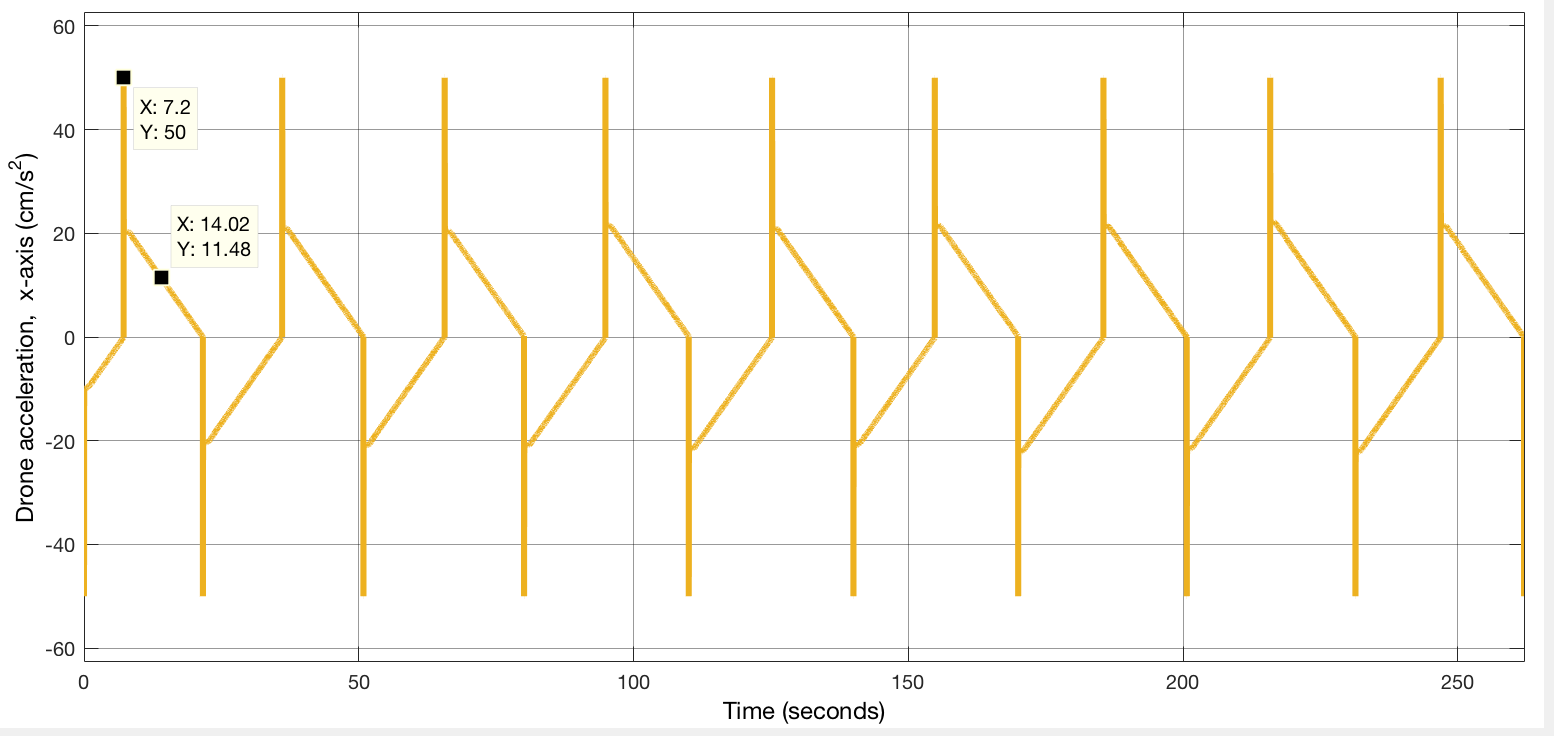 60
40
20
0
-20
-40
-60
Drone acceleration, x-axis (cm/s²)
X: 7.2
Y: 50
X: 14.02
Y: 11.48
0
50
100
150
200
250
Time (seconds)